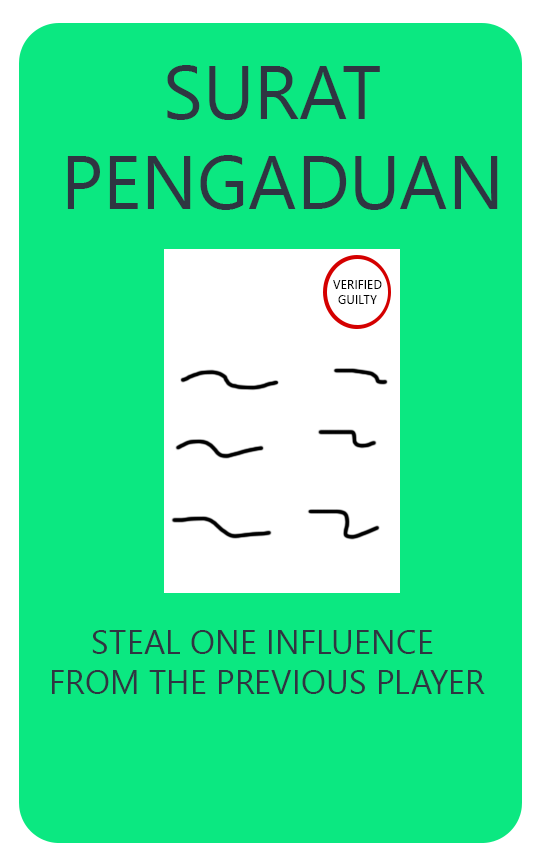 SURAT
PENGADUAN
VERIFIED
GUILTY
STEAL ONE INFLUENCE
FROM THE PREVIOUS PLAYER